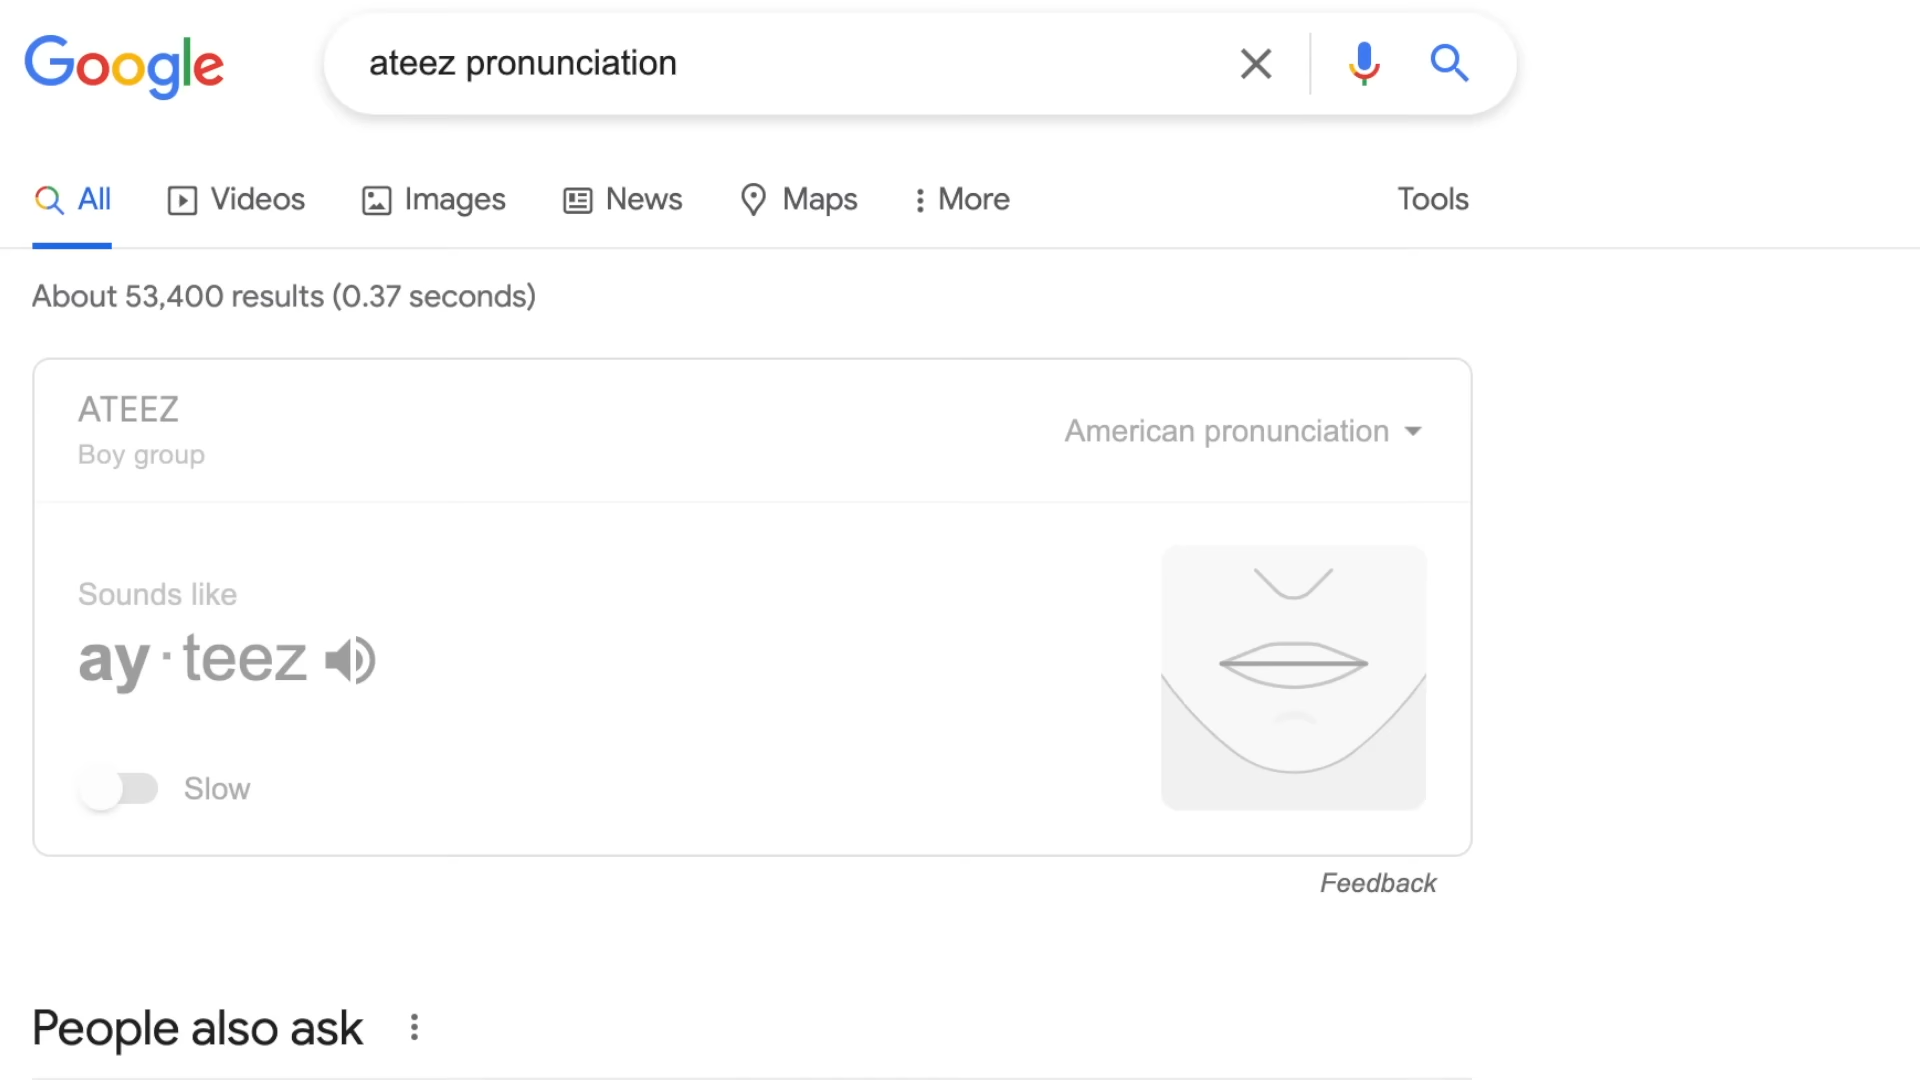 Google
ateez pronunciation
All Videos Images News Maps More Tools
About 53,400 results (0.37 seconds)
ATEEZ
Boy group
American pronunciation
Sounds like
ay · teez
Slow
Feedback
People also ask